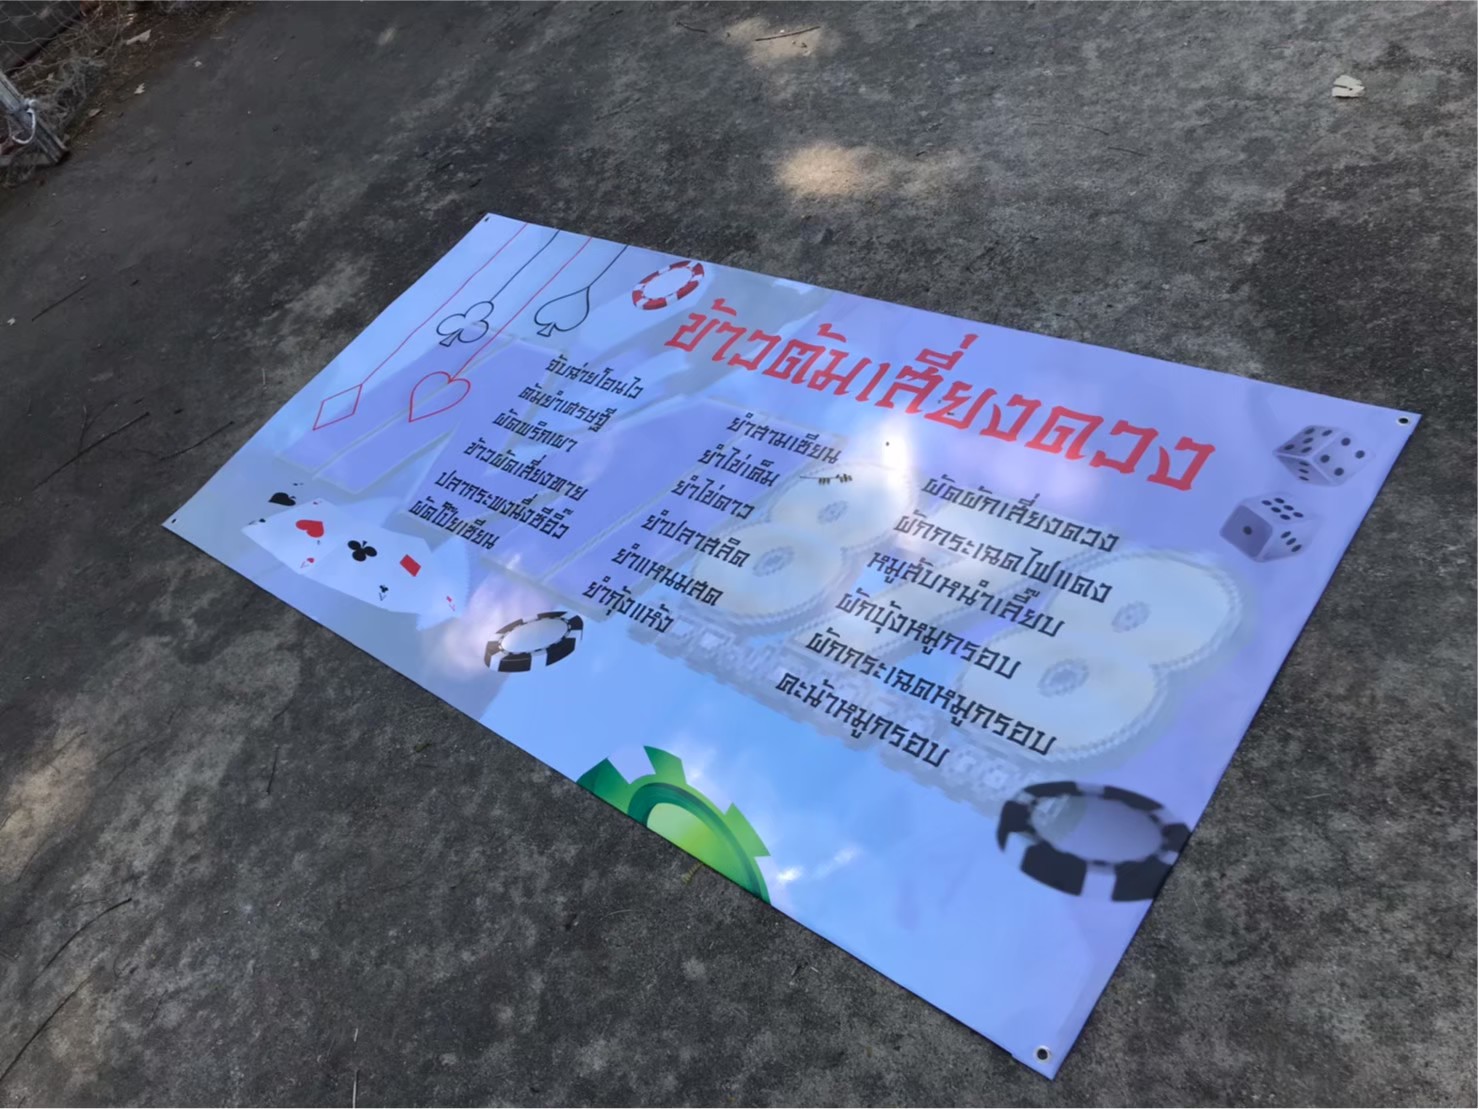 ข้าวต้มเสี่ยงดวง
จับฉ่ายโอนไว
ต้มยำเศรษฐี
ผัดพริกเผา
ข้าวผัดเสี่ยงทาย
ปลากระพงนึ่งซีอิ๊ว
ผัดโป๊ยเซียน
ยำสามเซียน
ยำไข่เค็ม
ยำไข่ดาว
ยำปลาสลิด
ยำแหนมสด
ยำกุ้งแห้ง
ผัดผักเสี่ยงดวง
ผักกระเฉดไฟแดง
หมูสับหนำเลี๊ยบ
ผักบุ้งหมูกรอบ
ผักกระเฉดหมูกรอบ
คะน้าหมูกรอบ